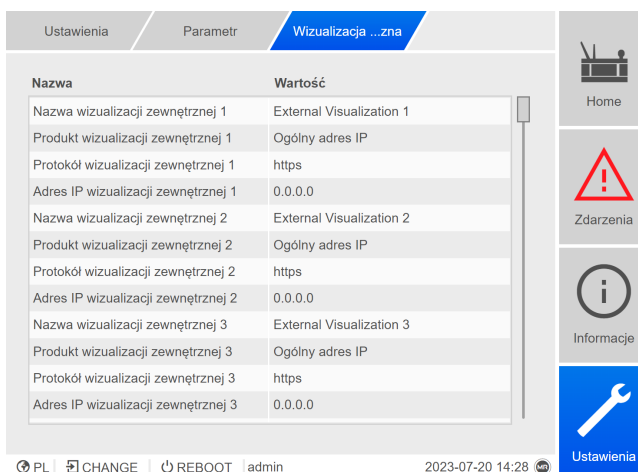 Ustawienia Parametr Wizualizacja ...zna
Nazwa Wartość
Nazwa wizualizacji zewnętrznej 1 External Visualization 1
Produkt wizualizacji zewnętrznej 1 Ogólny adres IP
Protokół wizualizacji zewnętrznej 1 https
Adres IP wizualizacji zewnętrznej 1 0.0.0.0
Nazwa wizualizacji zewnętrznej 2 External Visualization 2
Produkt wizualizacji zewnętrznej 2 Ogólny adres IP
Protokół wizualizacji zewnętrznej 2 https
Adres IP wizualizacji zewnętrznej 2 0.0.0.0
Nazwa wizualizacji zewnętrznej 3 External Visualization 3
Produkt wizualizacji zewnętrznej 3 Ogólny adres IP
Protokół wizualizacji zewnętrznej 3 https
Adres IP wizualizacji zewnętrznej 3 0.0.0.0
Home
Zdarzenia
Informacje
Ustawienia
PL CHANGE REBOOT admin 2023-07-20 14:28 MR